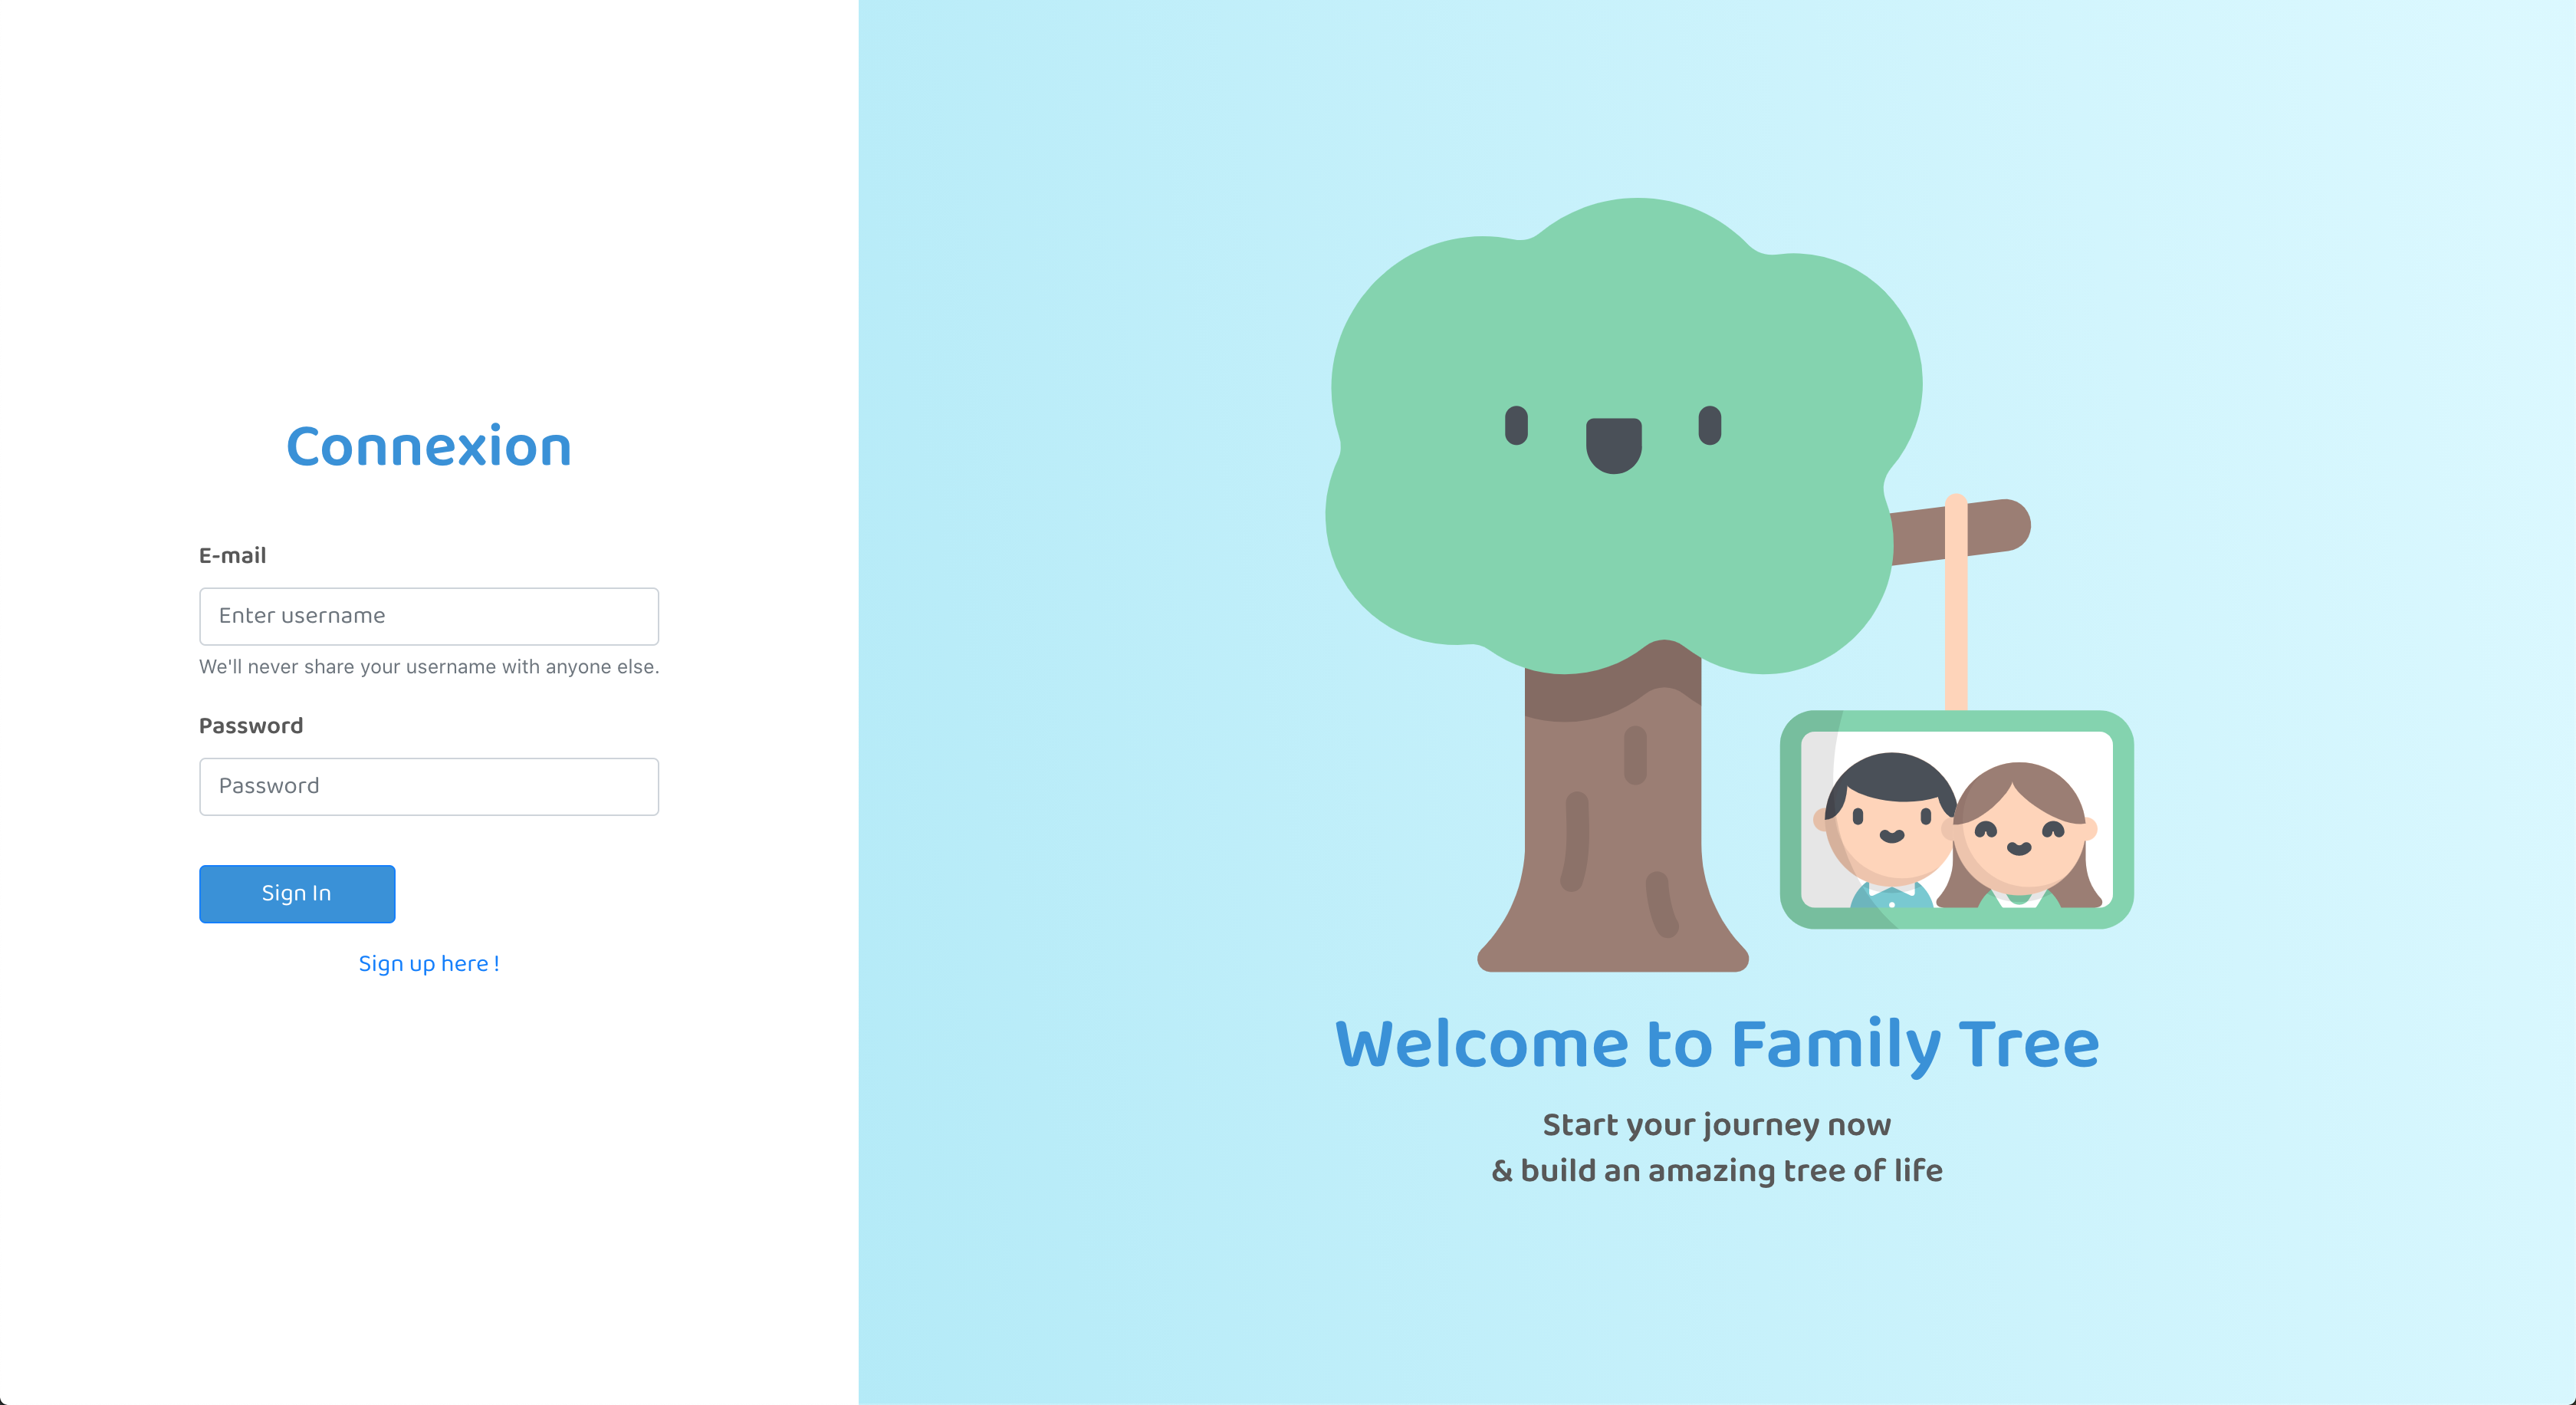 Connexion
E-mail
Enter username
We'll never share your username with anyone else.
Password
Password
Sign In
Sign up here !
Welcome to Family Tree
Start your journey now
& build an amazing tree of life